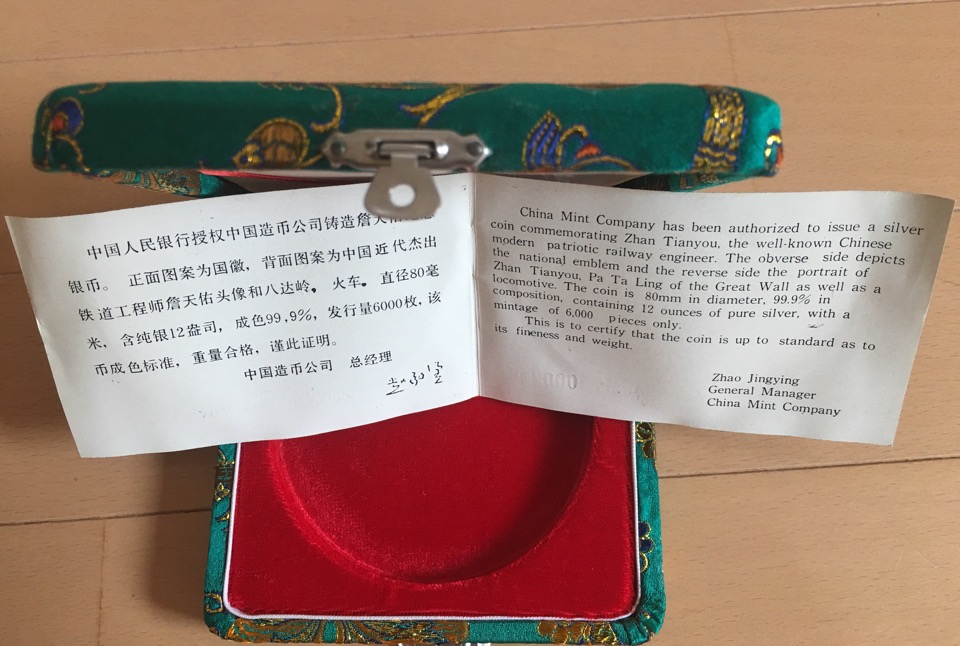 中国人民银行授权中国造币公司铸造詹天
银币。 正面图案为国徽，背面图案为中国近代杰出
铁道工程师詹天佑头像和八达岭，火车。直径80毫
米，含纯银12盎司，成色99,9%，发行量6000枚，该
币成色标准，重量合格，谨此证明。
中国造币公司 总经理
China Mint Company has been authorized to issue a silver
coin commemorating Zhan Tianyou, the well-known Chinese
modern patriotic railway engineer. The obverse side depicts
the national emblem and the reverse side the portrait of
Zhan Tianyou, Pa Ta Ling of the Great Wall as well as a
locomotive. The coin is 80mm in diameter, 99.9% in
composition, containing 12 ounces of pure silver, with a
mintage of 6,000 pieces only.
This is to certify that the coin is up to standard as to
its fineness and weight.
Zhao Jingying
General Manager
China Mint Company